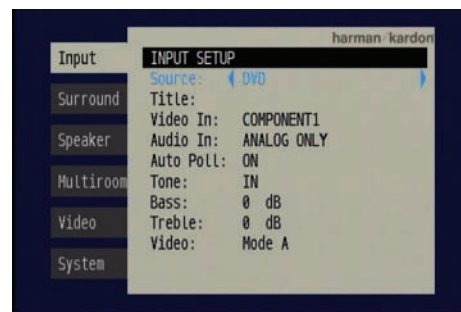 harman/kardon
Input
Surround
Speaker
Multiroom
Video
System
INPUT SETUP
Source: DVD
Title:
Video In: COMPONENT1
Audio In: ANALOG ONLY
Auto Poll: ON
Tone: IN
Bass: 0 dB
Treble: 0 dB
Video: Mode A